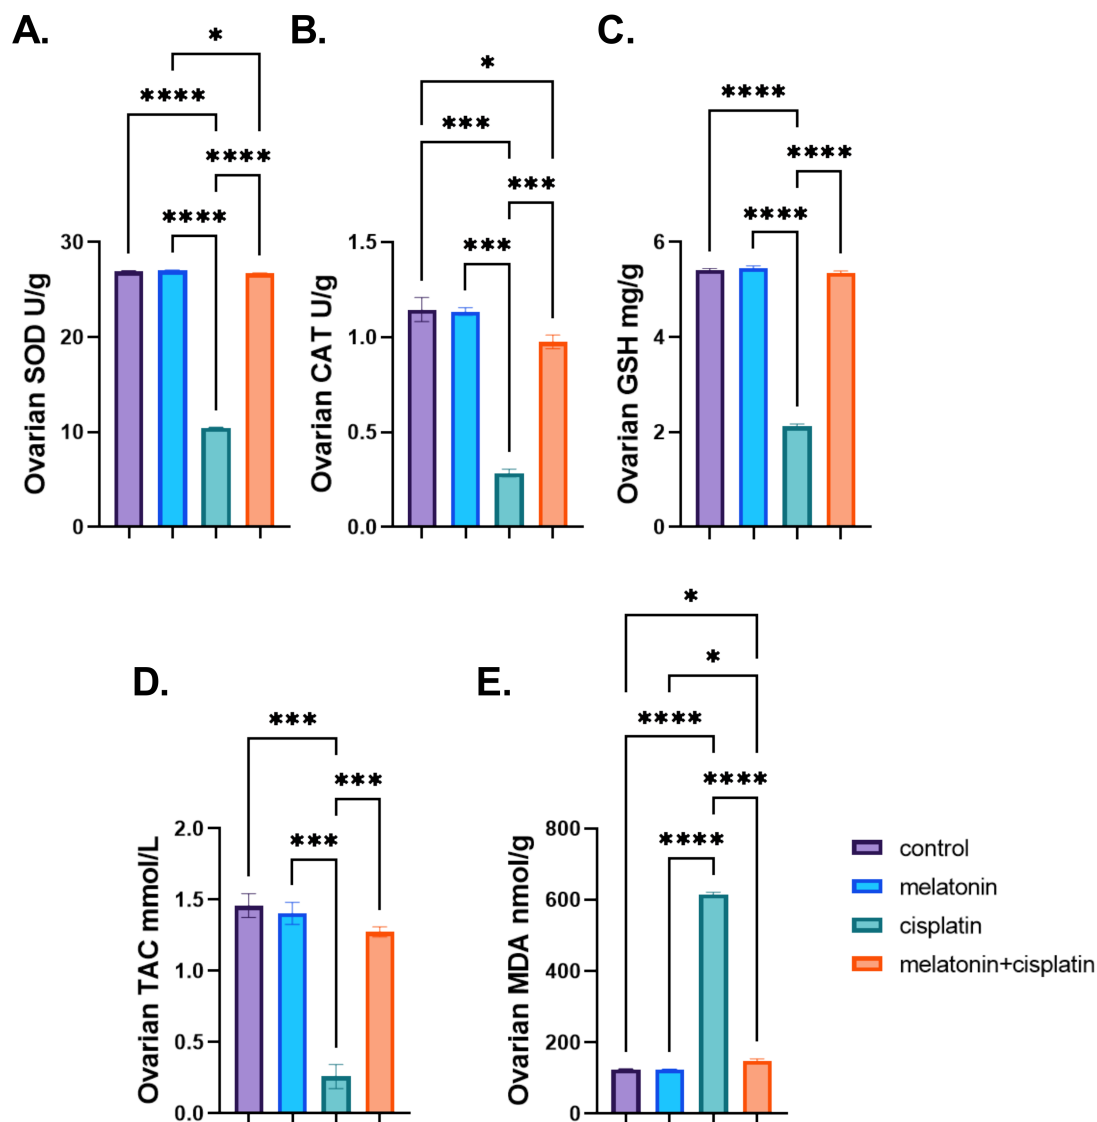 A.
B.
C.
*
****
****
****
Ovarian SOD U/g
30
20
10
0
*
***
***
***
Ovarian CAT U/g
1.5
1.0
0.5
0.0
****
****
****
Ovarian GSH mg/g
6
4
2
0
D.
E.
***
***
***
Ovarian TAC mmol/L
2.0
1.5
1.0
0.5
0.0
*
*
****
****
****
Ovarian MDA nmol/g
800
600
400
200
0
control
melatonin
cisplatin
melatonin+cisplatin